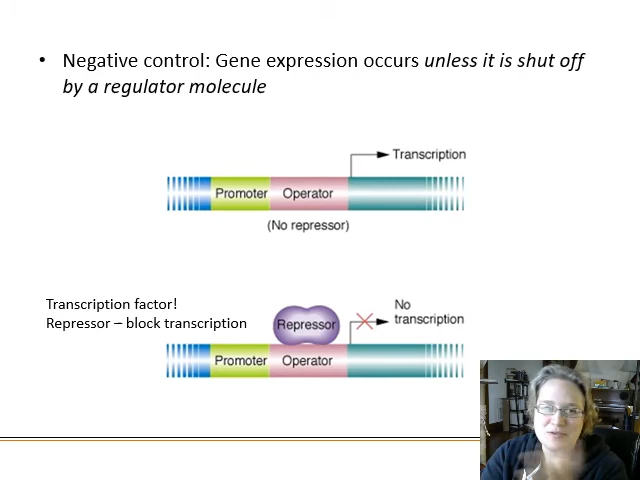 • Negative control: Gene expression occurs unless it is shut off
by a regulator molecule
Transcription
Promoter Operator
(No repressor)
Transcription factor!
Repressor – block transcription
Repressor
No
transcription
Promoter Operator